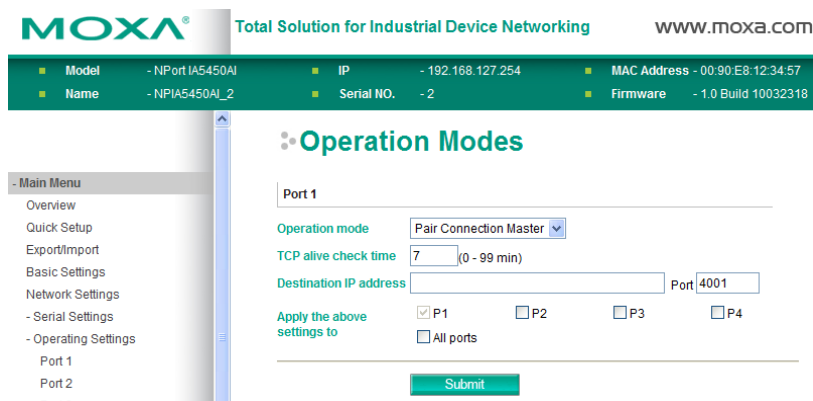 MOXA® Total Solution for Industrial Device Networking www.moxa.com
Model - NPort IA5450AI IP - 192.168.127.254 MAC Address - 00:90:E8:12:34:57
Name - NPIA5450AI_2 Serial NO. - 2 Firmware - 1.0 Build 10032318
Operation Modes
- Main Menu
Overview
Quick Setup
Export/Import
Basic Settings
Network Settings
- Serial Settings
- Operating Settings
Port 1
Port 2
Port 1
Operation mode Pair Connection Master
TCP alive check time 7 (0 - 99 min)
Destination IP address Port 4001
Apply the above settings to P1 P2 P3 P4
All ports
Submit